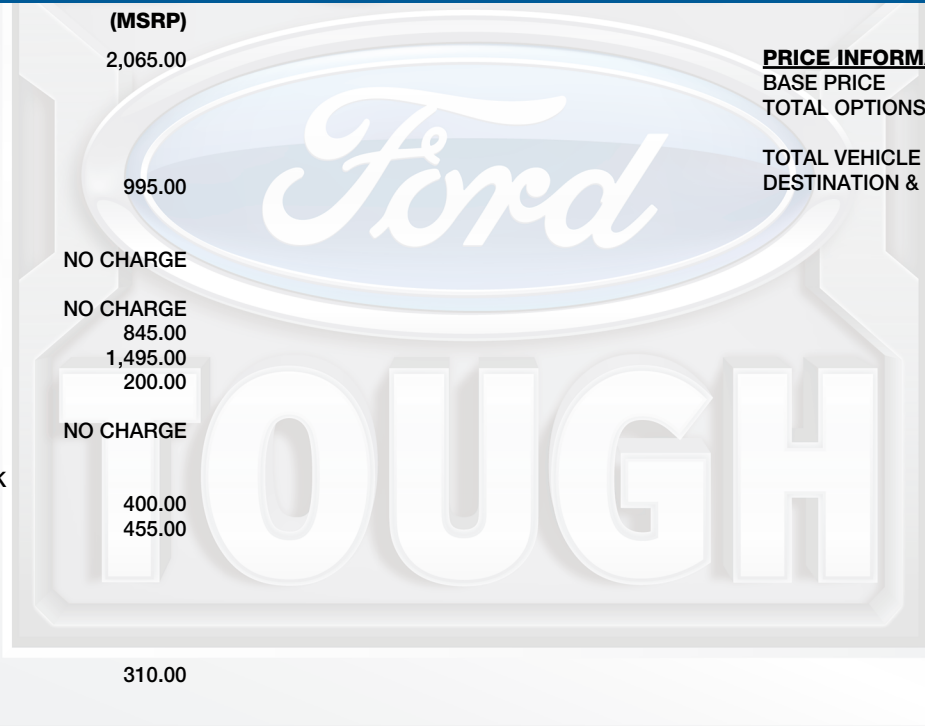 (MSRP)
2,065.00
995.00
NO CHARGE
NO CHARGE
845.00
1,495.00
200.00
NO CHARGE
K
400.00
455.00
310.00
PRICE INFORMA
BASE PRICE
TOTAL OPTIONS
TOTAL VEHICLE
DESTINATION &
Ford
TOUGH